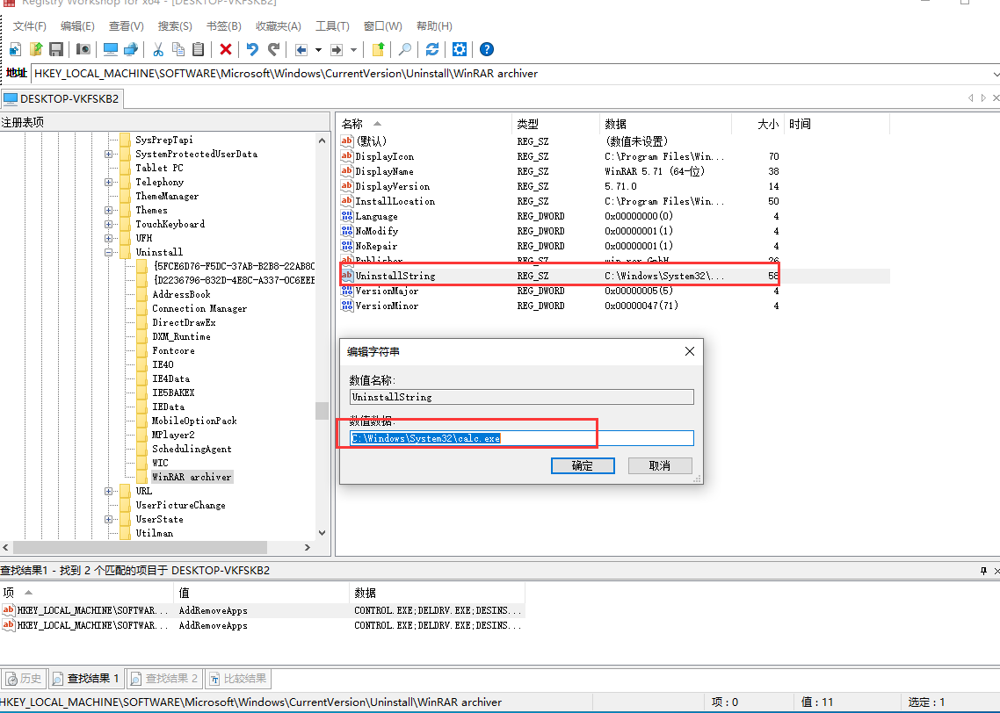 Registry Workshop for x64 - [DESKTOP-VKFSKB2]
文件(F) 编辑(E) 查看(V) 搜索(S) 书签(B) 收藏夹(A) 工具(T) 窗口(W) 帮助(H)
地址 HKEY_LOCAL_MACHINE\SOFTWARE\Microsoft\Windows\CurrentVersion\Uninstall\WinRAR archiver
DESKTOP-VKFSKB2
注册表项
SysPrepTapi
SystemProtectedUserData
Tablet PC
Telephony
ThemeManager
Themes
TouchKeyboard
UFH
Uninstall
{5FCE6D76-F5DC-37AB-B2B8-22AB8C
{D2236796-832D-4E8C-A337-0C6EEE
AddressBook
Connection Manager
DirectDrawEx
DXM_Runtime
Fontcore
IE40
IE4Data
IE5BAKEX
IEData
MobileOptionPack
MPlayer2
SchedulingAgent
WIC
WinRAR archiver
URL
UserPictureChange
UserState
Utilman
名称 类型 数据 大小 时间
(默认) REG_SZ (数值未设置)
DisplayIcon REG_SZ C:\Program Files\Win... 70
DisplayName REG_SZ WinRAR 5.71 (64-位) 38
DisplayVersion REG_SZ 5.71.0 14
InstallLocation REG_SZ C:\Program Files\Win... 50
Language REG_DWORD 0x00000000(0) 4
NoModify REG_DWORD 0x00000001(1) 4
NoRepair REG_DWORD 0x00000001(1) 4
Publisher REG_SZ win.rar GmbH 26
UninstallString REG_SZ C:\Windows\System32\... 58
VersionMajor REG_DWORD 0x00000005(5) 4
VersionMinor REG_DWORD 0x00000047(71) 4
编辑字符串
数值名称:
UninstallString
数值数据:
C:\Windows\System32\calc.exe
确定 取消
查找结果1 - 找到 2 个匹配的项目于 DESKTOP-VKFSKB2
项 值 数据
HKEY_LOCAL_MACHINE\SOFTWAR... AddRemoveApps CONTROL.EXE;DELDRV.EXE;DESINS...
HKEY_LOCAL_MACHINE\SOFTWAR... AddRemoveApps CONTROL.EXE;DELDRV.EXE;DESINS...
历史 查找结果 1 查找结果 2 比较结果
HKEY_LOCAL_MACHINE\SOFTWARE\Microsoft\Windows\CurrentVersion\Uninstall\WinRAR archiver 项 : 0 值 : 11 选定 : 1